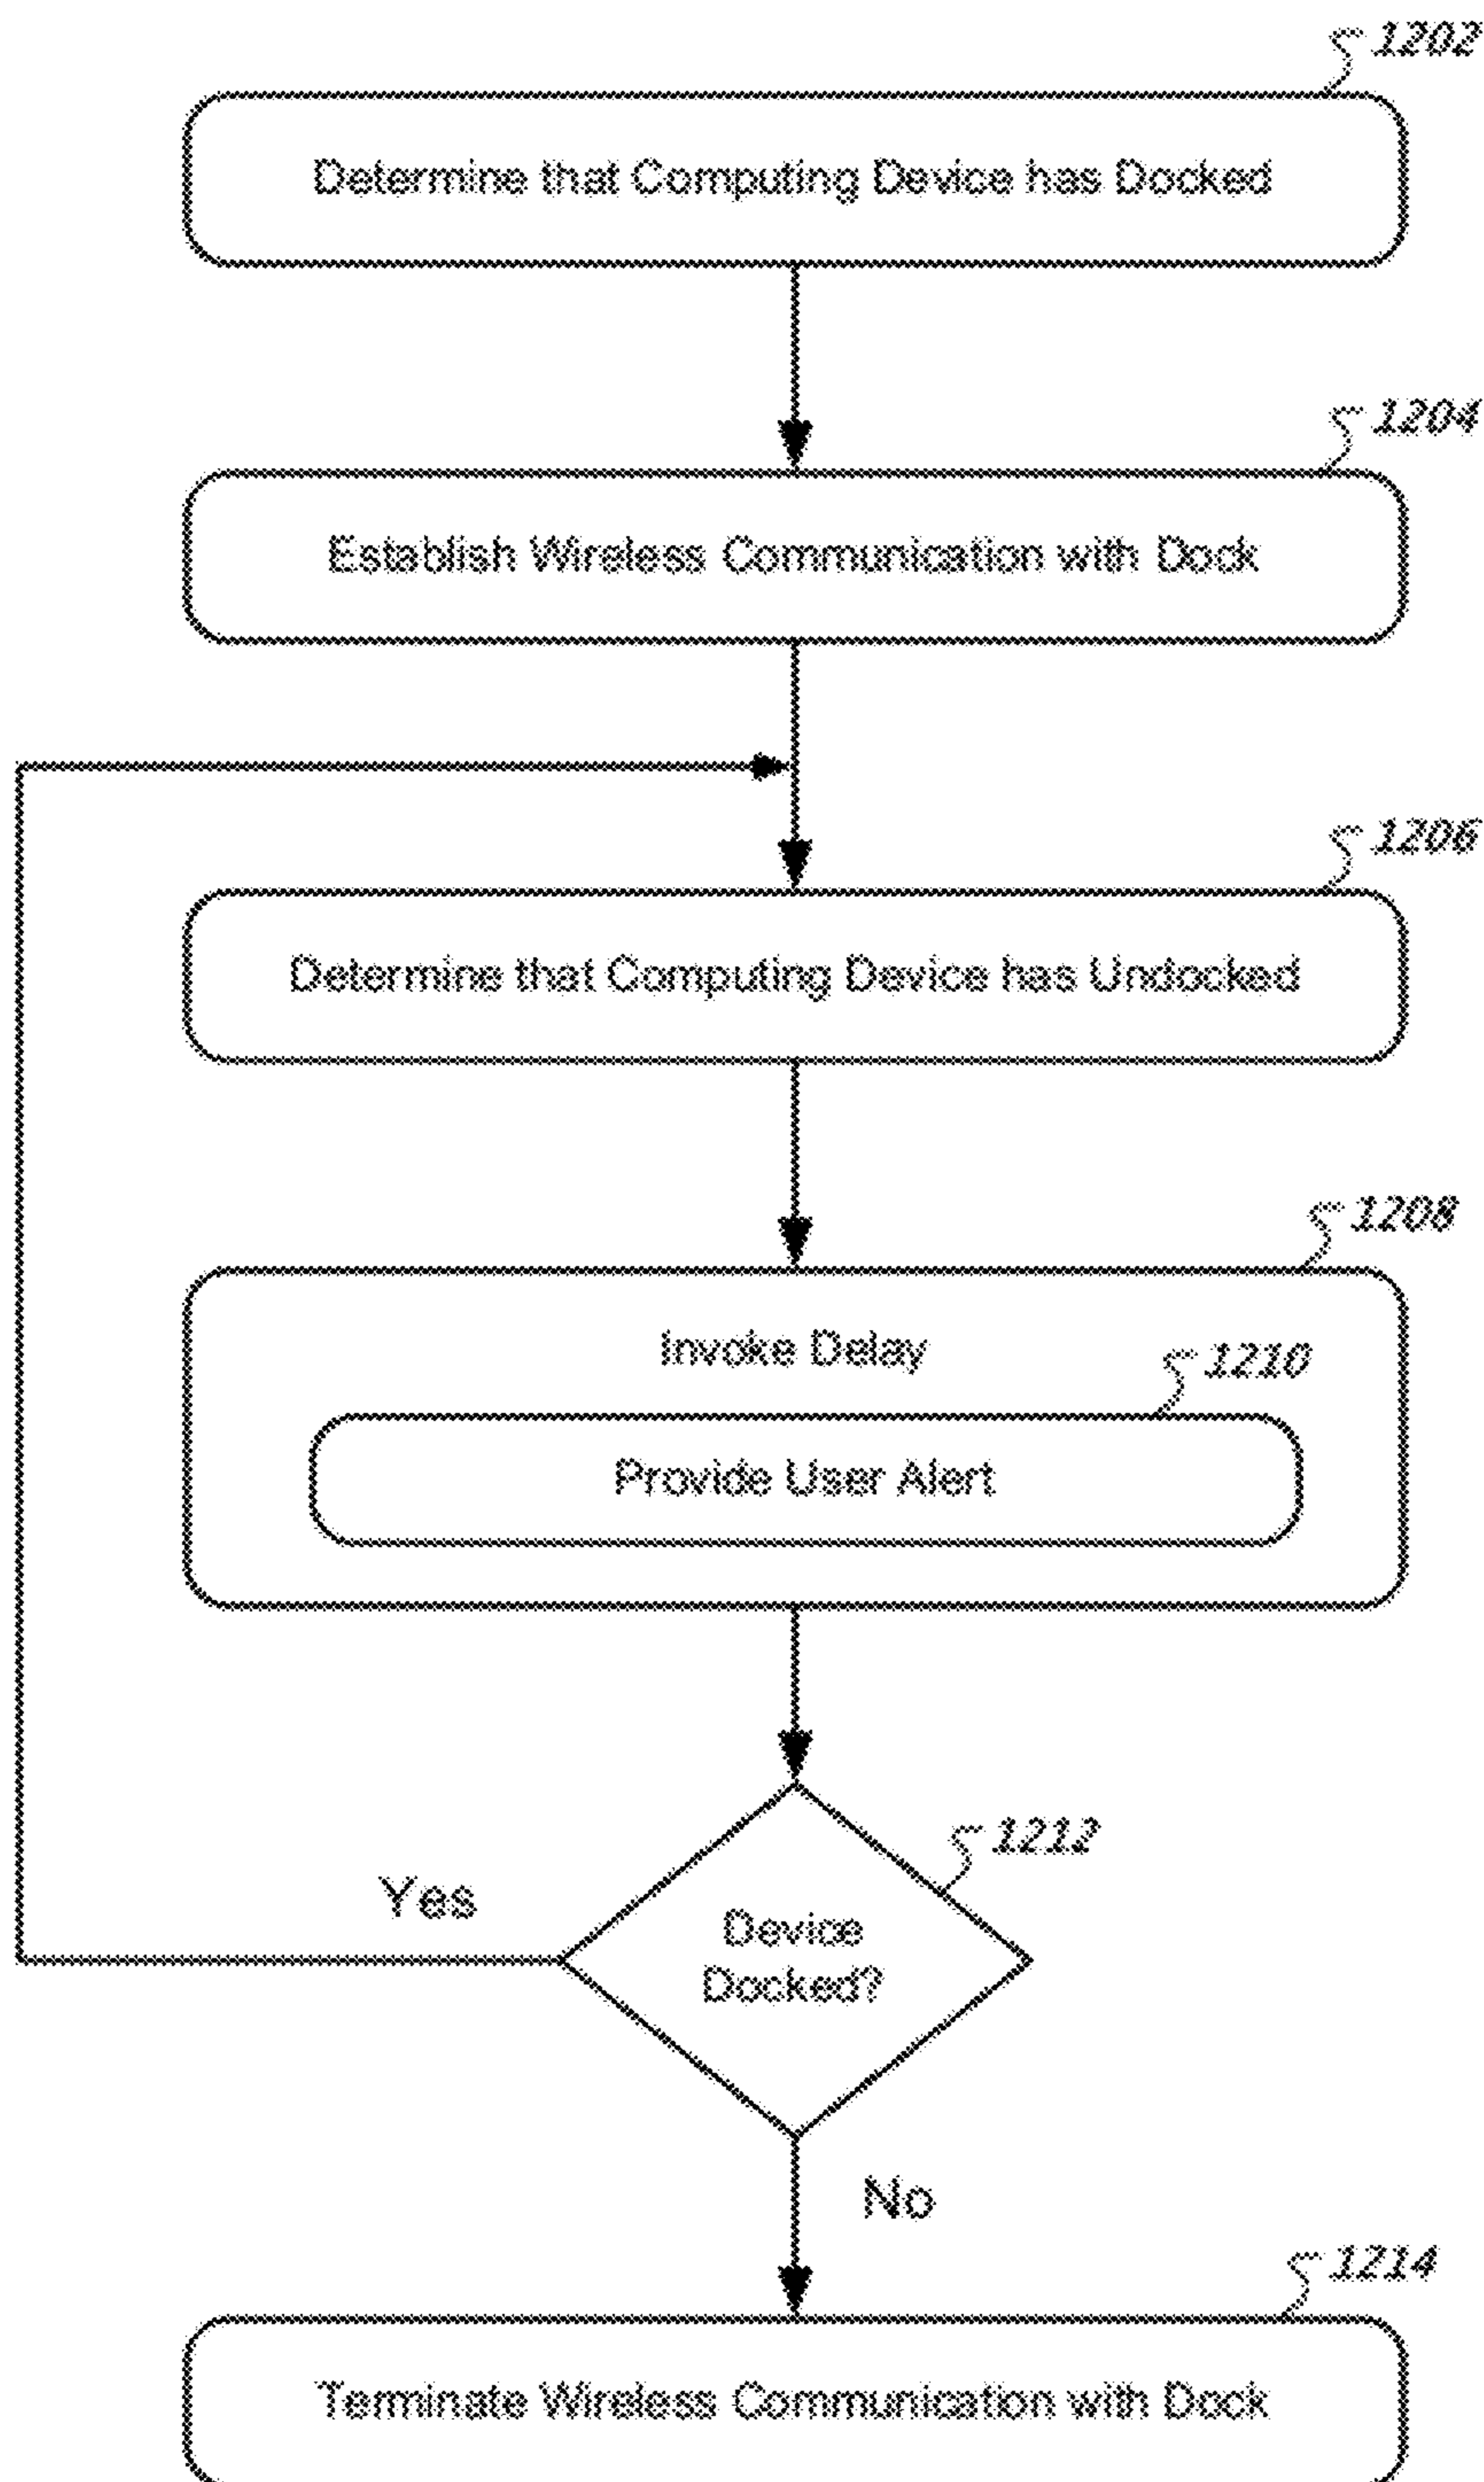 1202
Determine that Computing Device has Docked
1204
Establish Wireless Communication with Dock
1206
Determine that Computing Device has Undocked
1208
Invoke Delay
1210
Provide User Alert
1212
Yes
Device
Docked?
No
1214
Terminate Wireless Communication with Dock